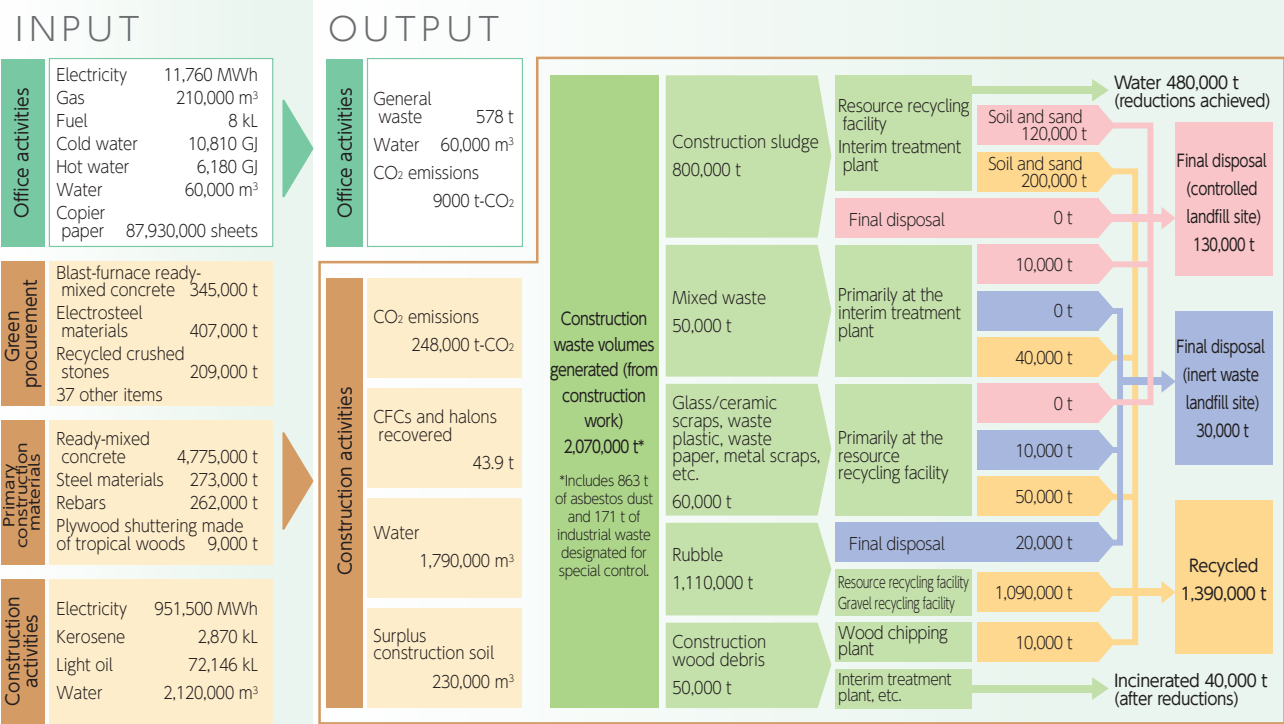 INPUT
Office activities
Electricity 11,760 MWh
Gas 210,000 m³
Fuel 8 kL
Cold water 10,810 GJ
Hot water 6,180 GJ
Water 60,000 m³
Copier
paper 87,930,000 sheets
Green
procurement
Blast-furnace ready-
mixed concrete 345,000 t
Electrosteel
materials 407,000 t
Recycled crushed
stones 209,000 t
37 other items
Primary
construction
materials
Ready-mixed
concrete 4,775,000 t
Steel materials 273,000 t
Rebars 262,000 t
Plywood shuttering made
of tropical woods 9,000 t
Construction
activities
Electricity 951,500 MWh
Kerosene 2,870 kL
Light oil 72,146 kL
Water 2,120,000 m³
OUTPUT
Office activities
General
waste 578 t
Water 60,000 m³
CO₂ emissions
9000 t-CO₂
Construction activities
CO₂ emissions
248,000 t-CO₂
CFCs and halons
recovered
43.9 t
Water
1,790,000 m³
Surplus
construction soil
230,000 m³
Construction
waste volumes
generated (from
construction
work)
2,070,000 t*
*Includes 863 t
of asbestos dust
and 171 t of
industrial waste
designated for
special control.
Construction sludge
800,000 t
Resource recycling
facility
Interim treatment
plant
Water 480,000 t
(reductions achieved)
Soil and sand
120,000 t
Soil and sand
200,000 t
Final disposal 0 t
Mixed waste
50,000 t
Primarily at the
interim treatment
plant
10,000 t
0 t
40,000 t
Glass/ceramic
scraps, waste
plastic, waste
paper, metal scraps,
etc.
60,000 t
Primarily at the
resource
recycling facility
0 t
10,000 t
50,000 t
Rubble
1,110,000 t
Final disposal 20,000 t
Resource recycling facility
Gravel recycling facility
1,090,000 t
Construction
wood debris
50,000 t
Wood chipping
plant
10,000 t
Interim treatment
plant, etc.
Incinerated 40,000 t
(after reductions)
Final disposal
(controlled
landfill site)
130,000 t
Final disposal
(inert waste
landfill site)
30,000 t
Recycled
1,390,000 t